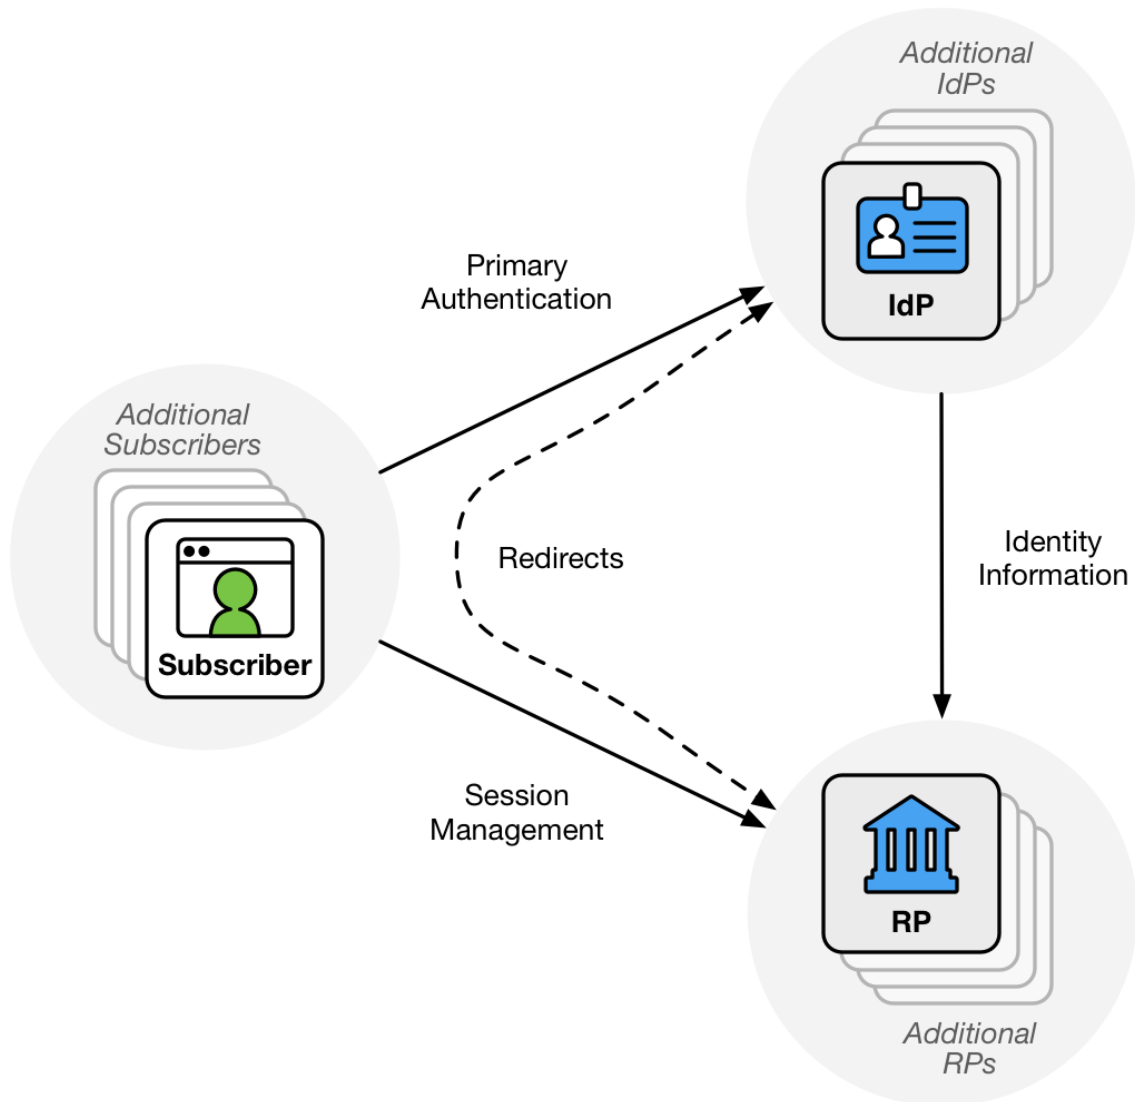 Additional
IdPs
IdP
Primary
Authentication
Additional
Subscribers
Subscriber
Redirects
Identity
Information
Session
Management
RP
Additional
RPs